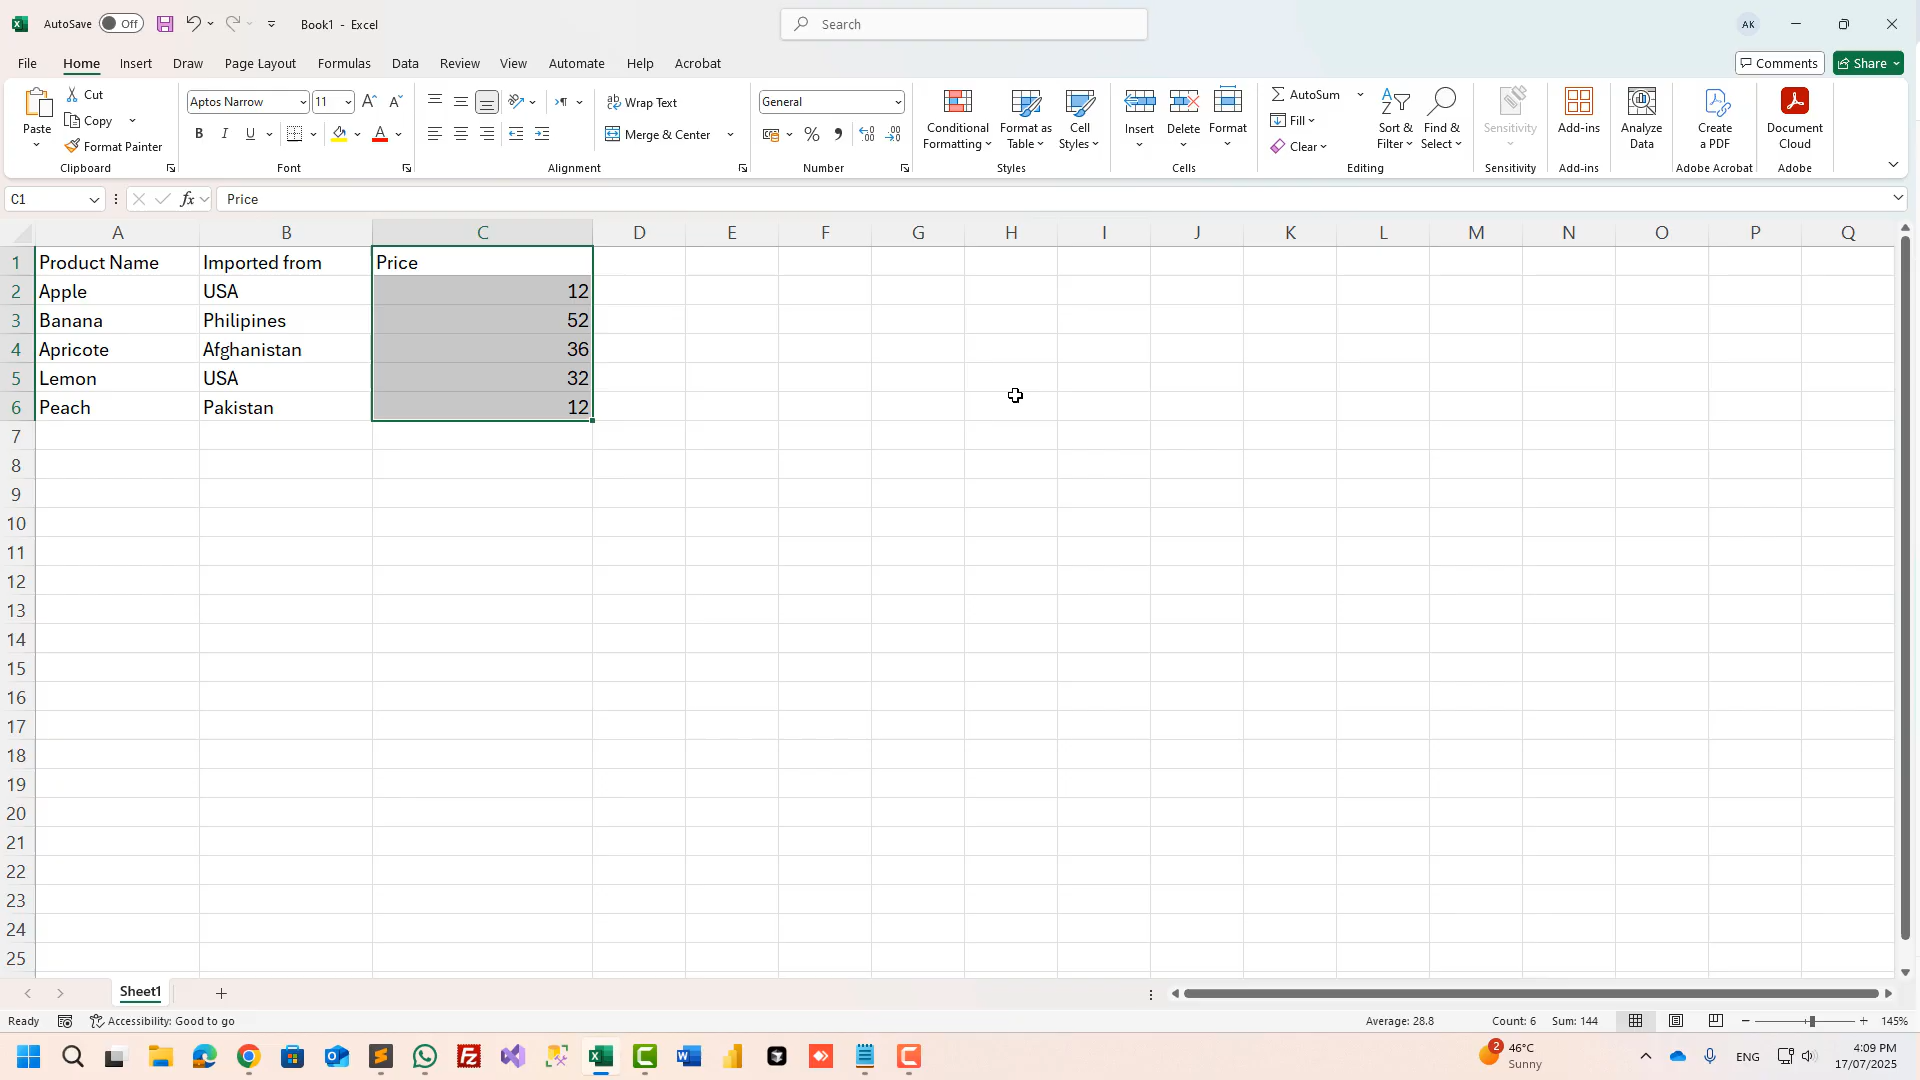 AutoSave Off Book1 - Excel Search AK
File Home Insert Draw Page Layout Formulas Data Review View Automate Help Acrobat Comments Share
Paste Cut Copy Format Painter Clipboard
Aptos Narrow 11 A A B I U A Font
ab Wrap Text Merge & Center Alignment
General % Number
Conditional Formatting Format as Table Cell Styles Styles
Insert Delete Format Cells
AutoSum Fill Clear Sort & Filter Find & Select Editing
Sensitivity Sensitivity
Add-ins Add-ins
Analyze Data
Create a PDF Adobe Acrobat
Document Cloud Adobe
C1 fx Price
A B C D E F G H I J K L M N O P Q
1 Product Name Imported from Price
2 Apple USA 12
3 Banana Philipines 52
4 Apricote Afghanistan 36
5 Lemon USA 32
6 Peach Pakistan 12
7
8
9
10
11
12
13
14
15
16
17
18
19
20
21
22
23
24
25
Sheet1
Ready Accessibility: Good to go Average: 28.8 Count: 6 Sum: 144 145%
2 46°C Sunny ENG 4:09 PM
17/07/2025